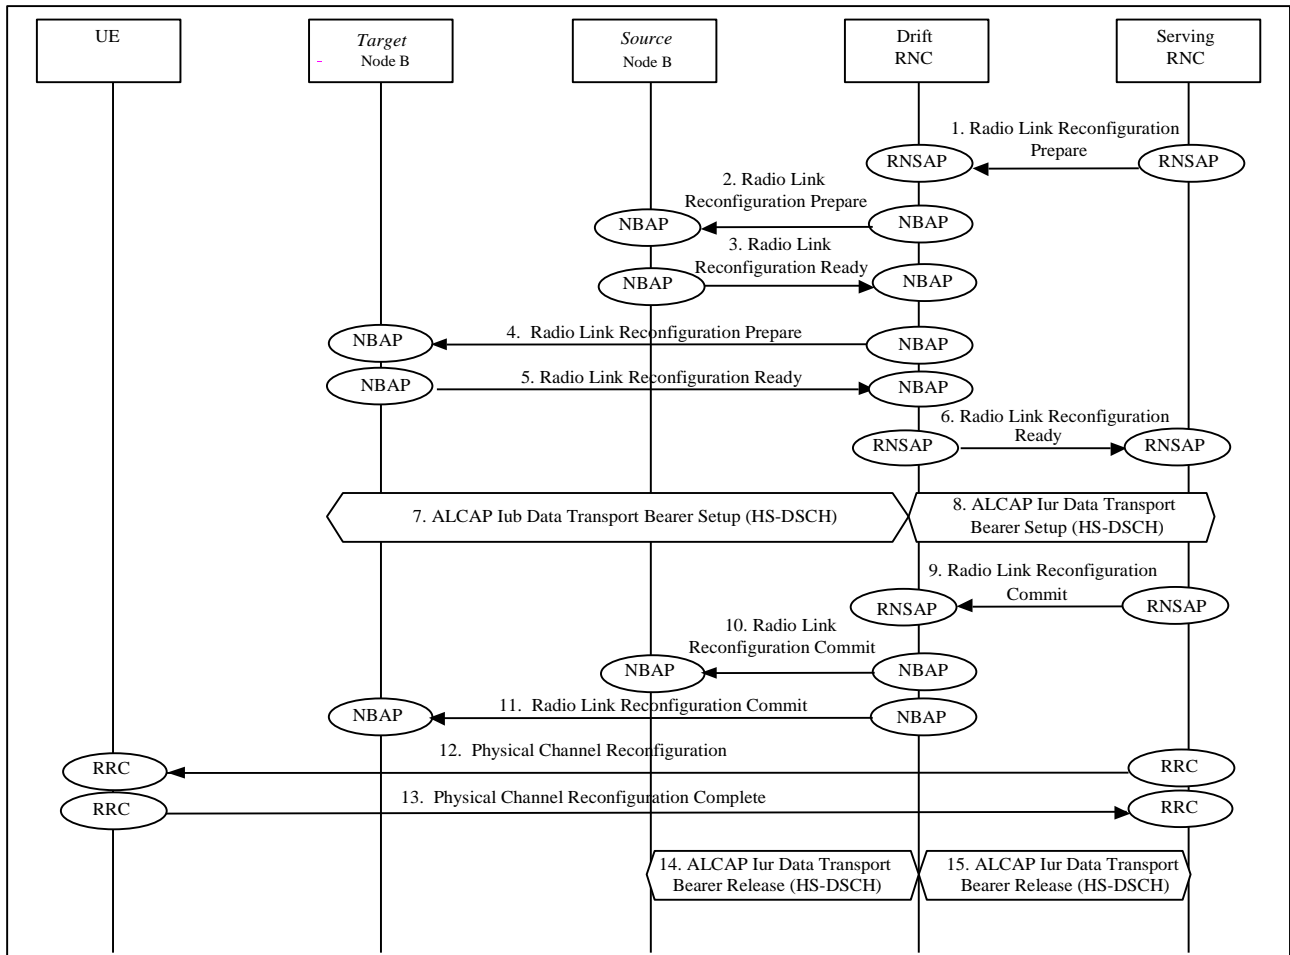 UE
Target
Node B
Source
Node B
Drift
RNC
Serving
RNC
1. Radio Link Reconfiguration
Prepare
RNSAP
RNSAP
2. Radio Link
Reconfiguration Prepare
NBAP
NBAP
3. Radio Link
Reconfiguration Ready
NBAP
NBAP
4. Radio Link Reconfiguration Prepare
NBAP
NBAP
5. Radio Link Reconfiguration Ready
NBAP
NBAP
6. Radio Link Reconfiguration
Ready
RNSAP
RNSAP
7. ALCAP Iub Data Transport Bearer Setup (HS-DSCH)
8. ALCAP Iur Data Transport
Bearer Setup (HS-DSCH)
9. Radio Link Reconfiguration
Commit
RNSAP
RNSAP
10. Radio Link
Reconfiguration Commit
NBAP
NBAP
11. Radio Link Reconfiguration Commit
NBAP
NBAP
12. Physical Channel Reconfiguration
RRC
RRC
13. Physical Channel Reconfiguration Complete
RRC
RRC
14. ALCAP Iur Data Transport
Bearer Release (HS-DSCH)
15. ALCAP Iur Data Transport
Bearer Release (HS-DSCH)